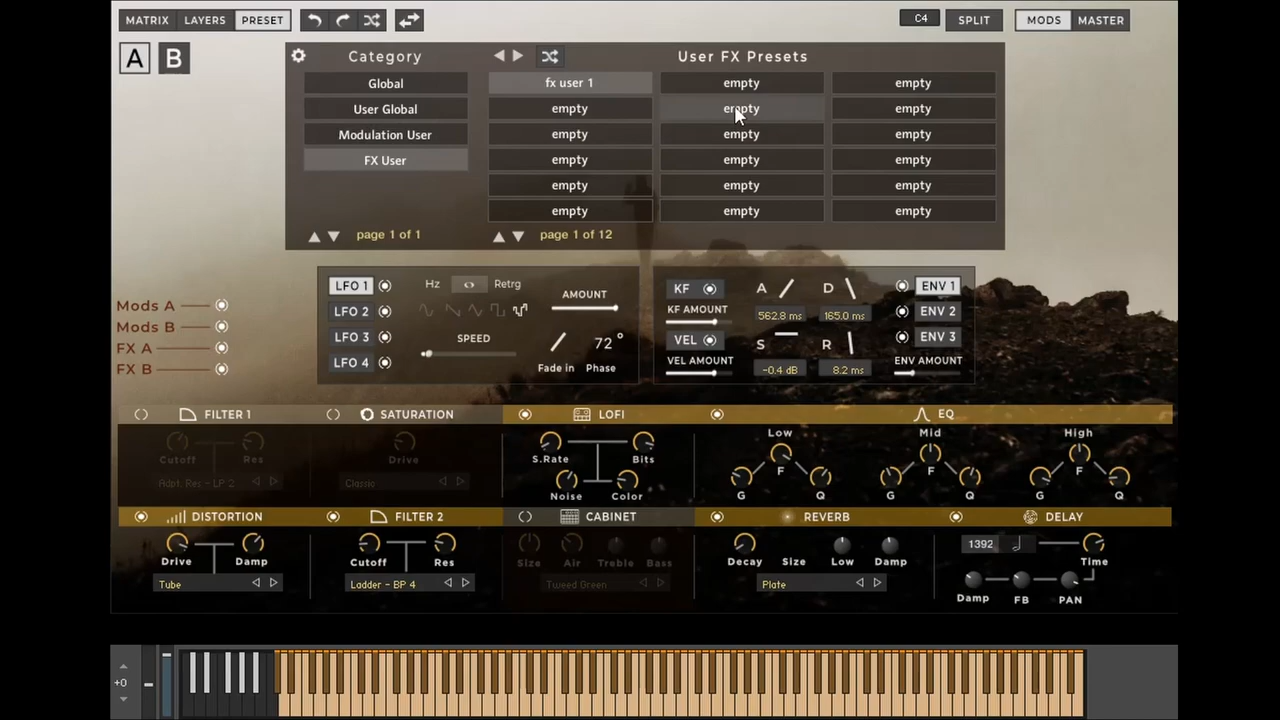 MATRIX LAYERS PRESET C4 SPLIT MODS MASTER
A B
Category User FX Presets
Global fx user 1 empty empty
User Global empty empty empty
Modulation User empty empty empty
FX User empty empty empty
empty empty empty
empty empty empty
page 1 of 1 page 1 of 12
LFO 1 Hz Retrg AMOUNT
LFO 2
LFO 3 SPEED 72°
LFO 4 Fade in Phase
KF A D ENV 1
KF AMOUNT 562.8 ms 165.0 ms ENV 2
VEL S R ENV 3
VEL AMOUNT -0.4 dB 8.2 ms ENV AMOUNT
Mods A
Mods B
FX A
FX B
FILTER 1 SATURATION LOFI EQ
Low Mid High
Cutoff Res Drive S.Rate Bits F F F
Adpt. Res - LP 2 Classic Noise Color G Q G Q G Q
DISTORTION FILTER 2 CABINET REVERB DELAY
1392
Drive Damp Cutoff Res Size Air Treble Bass Decay Size Low Damp Time
Tube Ladder - BP 4 Tweed Green Plate Damp FB PAN
+0